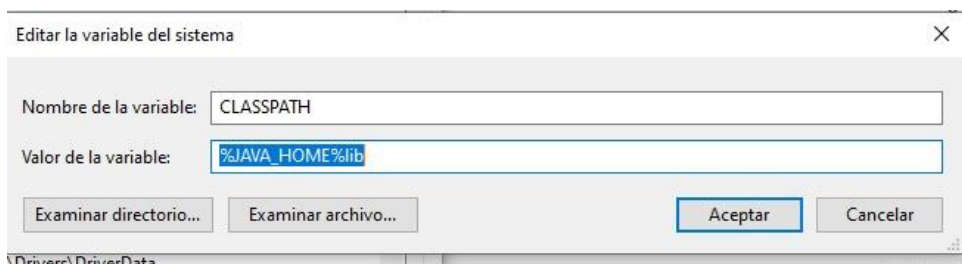 Editar la variable del sistema
Nombre de la variable: CLASSPATH
Valor de la variable: %JAVA_HOME%lib
Examinar directorio... Examinar archivo... Aceptar Cancelar
\Drivers\DriverData